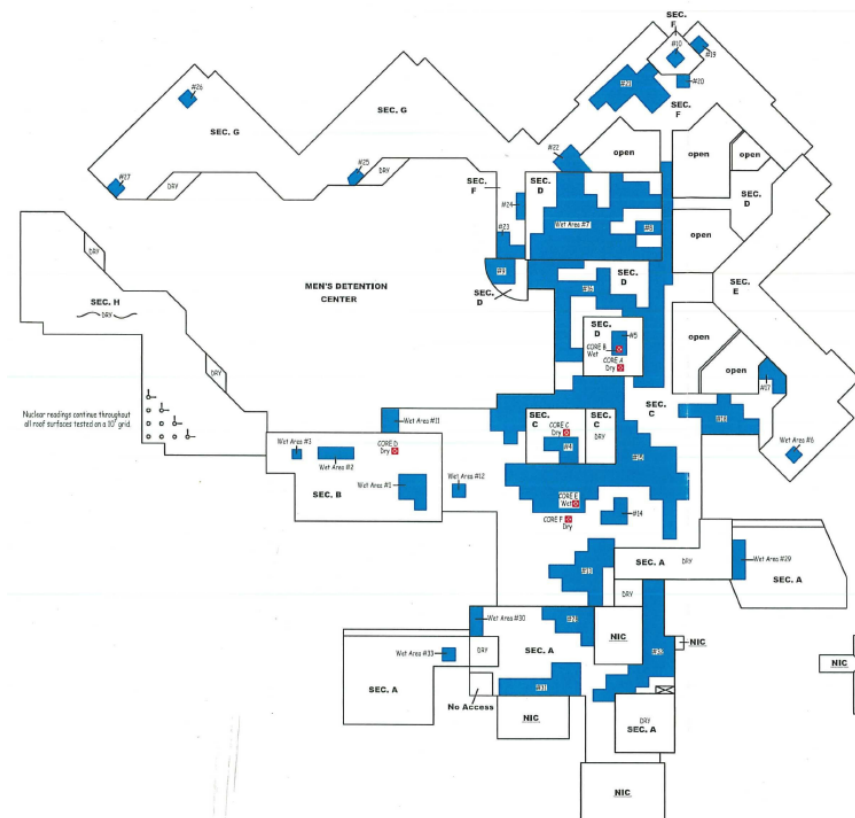 SEC.
F
#10
#19
#20
#21
SEC.
F
#26
SEC. G
SEC. G
#22
open
open
open
#25
DRY
#27
DRY
SEC.
F
SEC.
D
SEC.
D
#24
Wet Area #7
#8
#23
open
DRY
#9
SEC.
D
SEC.
D
MEN'S DETENTION
CENTER
#16
SEC.
E
SEC. H
DRY
SEC.
D
#5
CORE B
Wet
CORE A
Dry
open
open
DRY
#17
Nuclear readings continue throughout
all roof surfaces tested on a 10' grid.
SEC.
C
Wet Area #11
SEC.
C
CORE C
Dry
SEC.
C
DRY
#18
Wet Area #3
CORE D
Dry
#4
#15
Wet Area #6
Wet Area #2
Wet Area #1
Wet Area #12
SEC. B
CORE E
Wet
CORE F
Dry
#14
#13
SEC. A
DRY
Wet Area #29
SEC. A
DRY
Wet Area #30
NIC
NIC
DRY
SEC. A
Wet Area #33
#32
NIC
SEC. A
#31
No Access
NIC
DRY
SEC. A
NIC